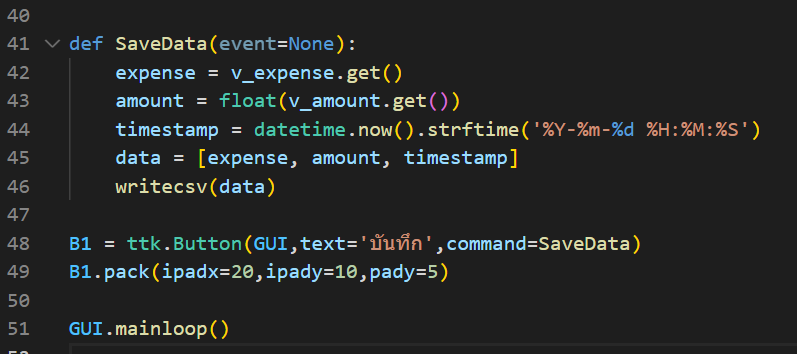 40
41 def SaveData(event=None):
42     expense = v_expense.get()
43     amount = float(v_amount.get())
44     timestamp = datetime.now().strftime('%Y-%m-%d %H:%M:%S')
45     data = [expense, amount, timestamp]
46     writecsv(data)
47
48 B1 = ttk.Button(GUI,text='บันทึก',command=SaveData)
49 B1.pack(ipadx=20,ipady=10,pady=5)
50
51 GUI.mainloop()